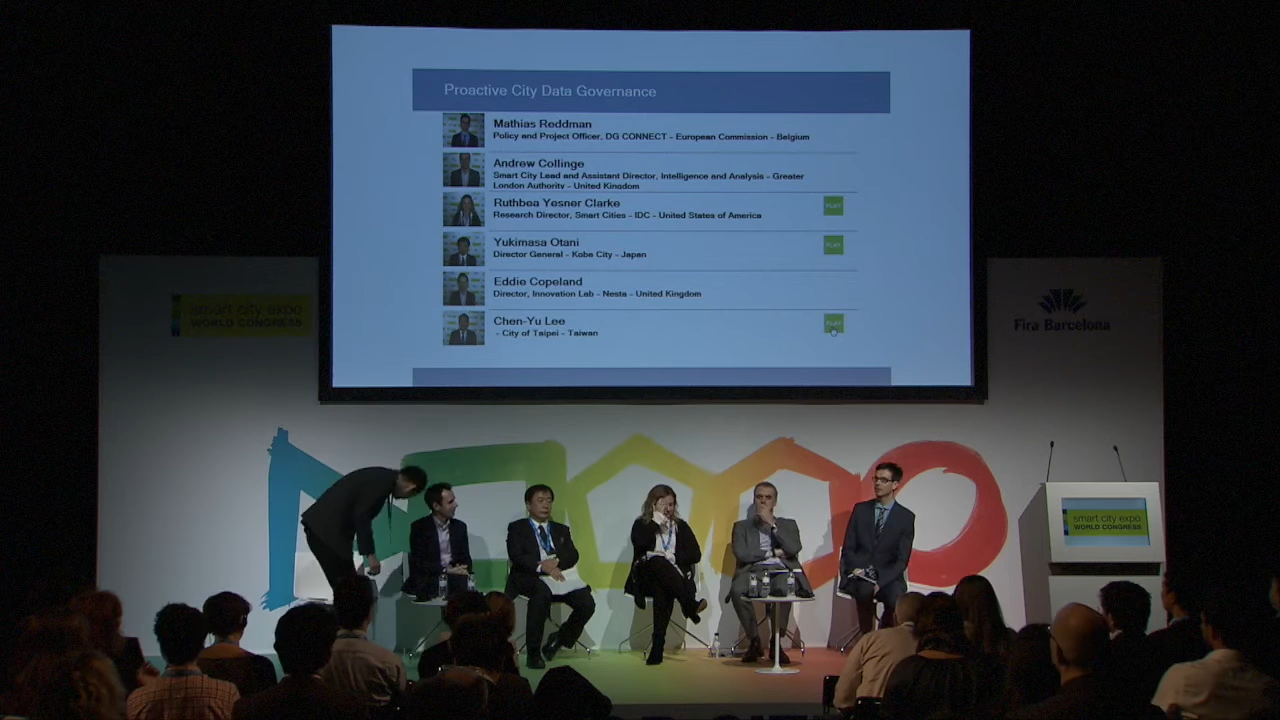 Proactive City Data Governance
Mathias Reddman
Policy and Project Officer, DG CONNECT - European Commission - Belgium
Andrew Collinge
Smart City Lead and Assistant Director, Intelligence and Analysis - Greater
London Authority - United Kingdom
Ruthbea Yesner Clarke
Research Director, Smart Cities - IDC - United States of America
PLAY
Yukimasa Otani
Director General - Kobe City - Japan
PLAY
Eddie Copeland
Director, Innovation Lab - Nesta - United Kingdom
Chen-Yu Lee
- City of Taipei - Taiwan
PLAY
smart city expo
WORLD CONGRESS
Fira Barcelona
smart city expo
WORLD CONGRESS